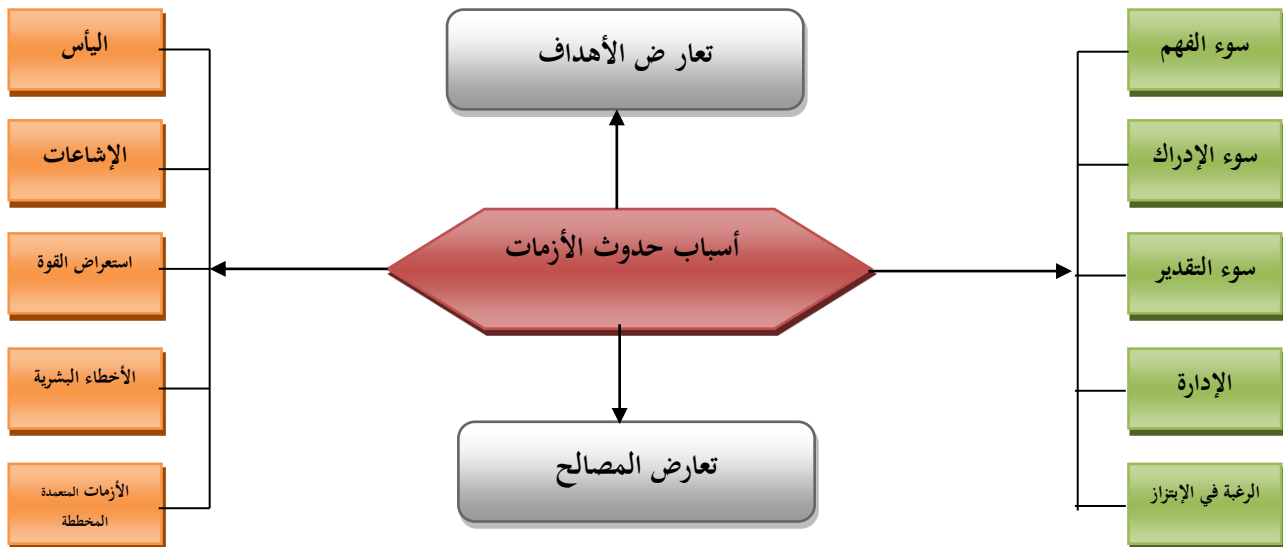 سوء الفهم
سوء الإدراك
سوء التقدير
الإدارة
الرغبة في الإبتزاز
تعار ض الأهداف
أسباب حدوث الأزمات
تعارض المصالح
اليأس
الإشاعات
استعراض القوة
الأخطاء البشرية
الأزمات المتعمدة
المخططة